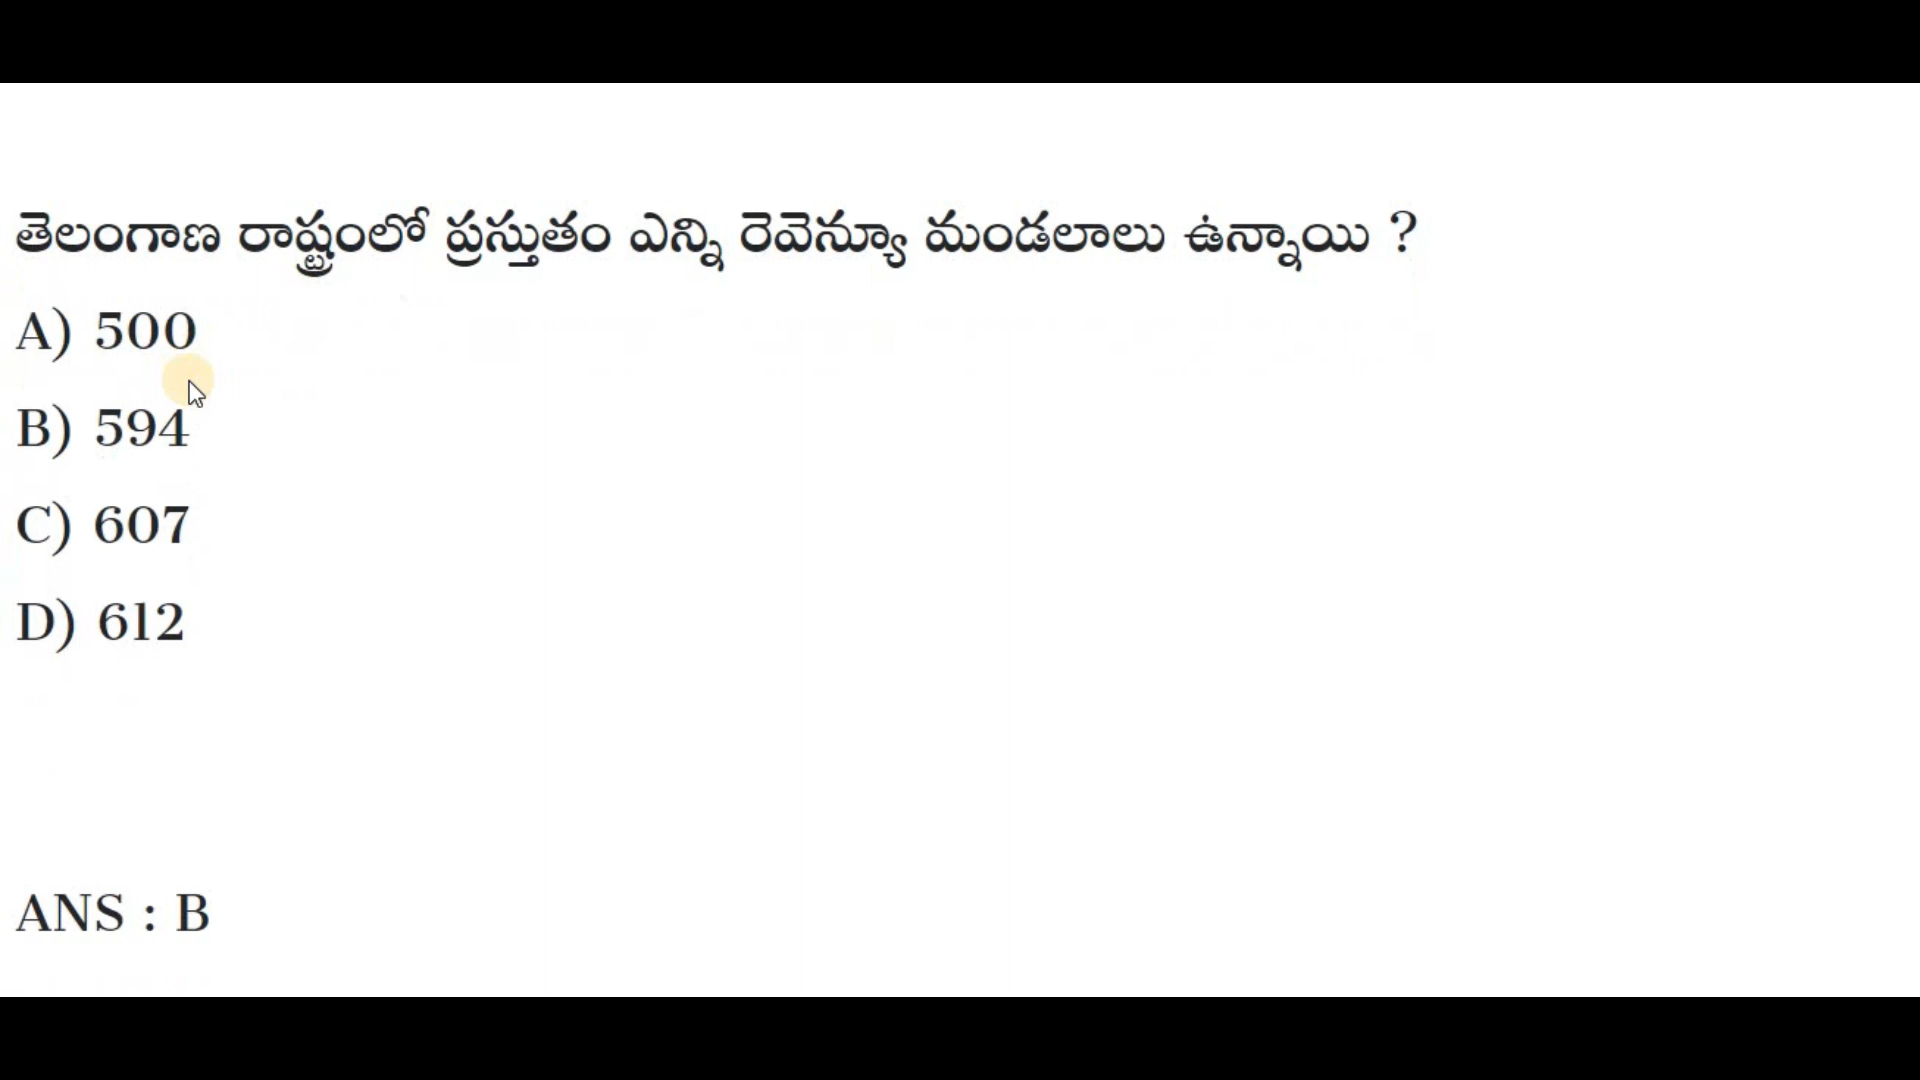 తెలంగాణ రాష్ట్రంలో ప్రస్తుతం ఎన్ని రెవెన్యూ మండలాలు ఉన్నాయి ?
A) 500
B) 594
C) 607
D) 612
ANS : B